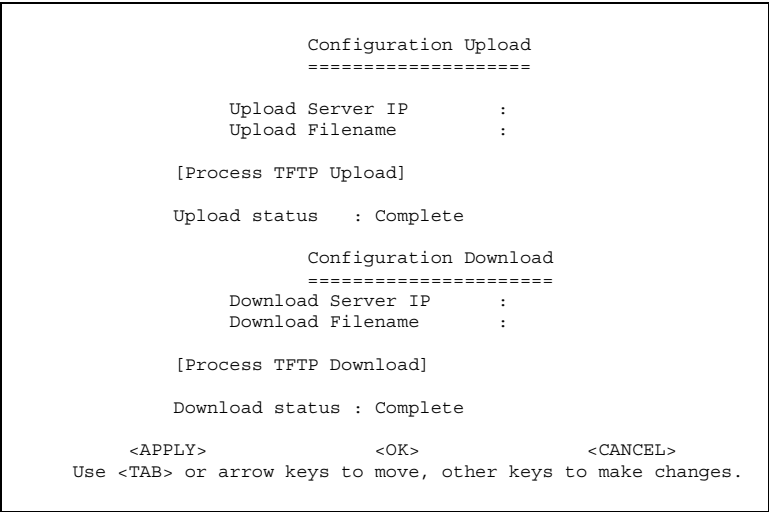 Configuration Upload
====================
Upload Server IP :
Upload Filename :
[Process TFTP Upload]
Upload status : Complete
Configuration Download
======================
Download Server IP :
Download Filename :
[Process TFTP Download]
Download status : Complete
<APPLY> <OK> <CANCEL>
Use <TAB> or arrow keys to move, other keys to make changes.